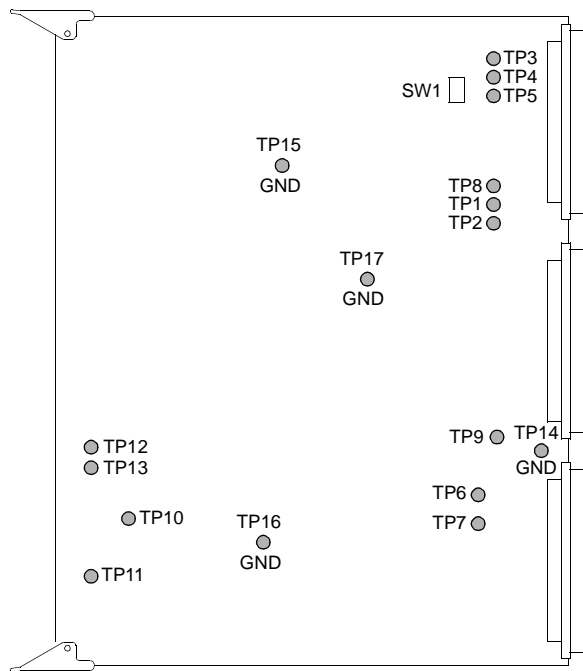 TP3
TP4
SW1
TP5
TP15
GND
TP8
TP1
TP2
TP17
GND
TP9
TP14
GND
TP12
TP13
TP6
TP10
TP16
GND
TP7
TP11